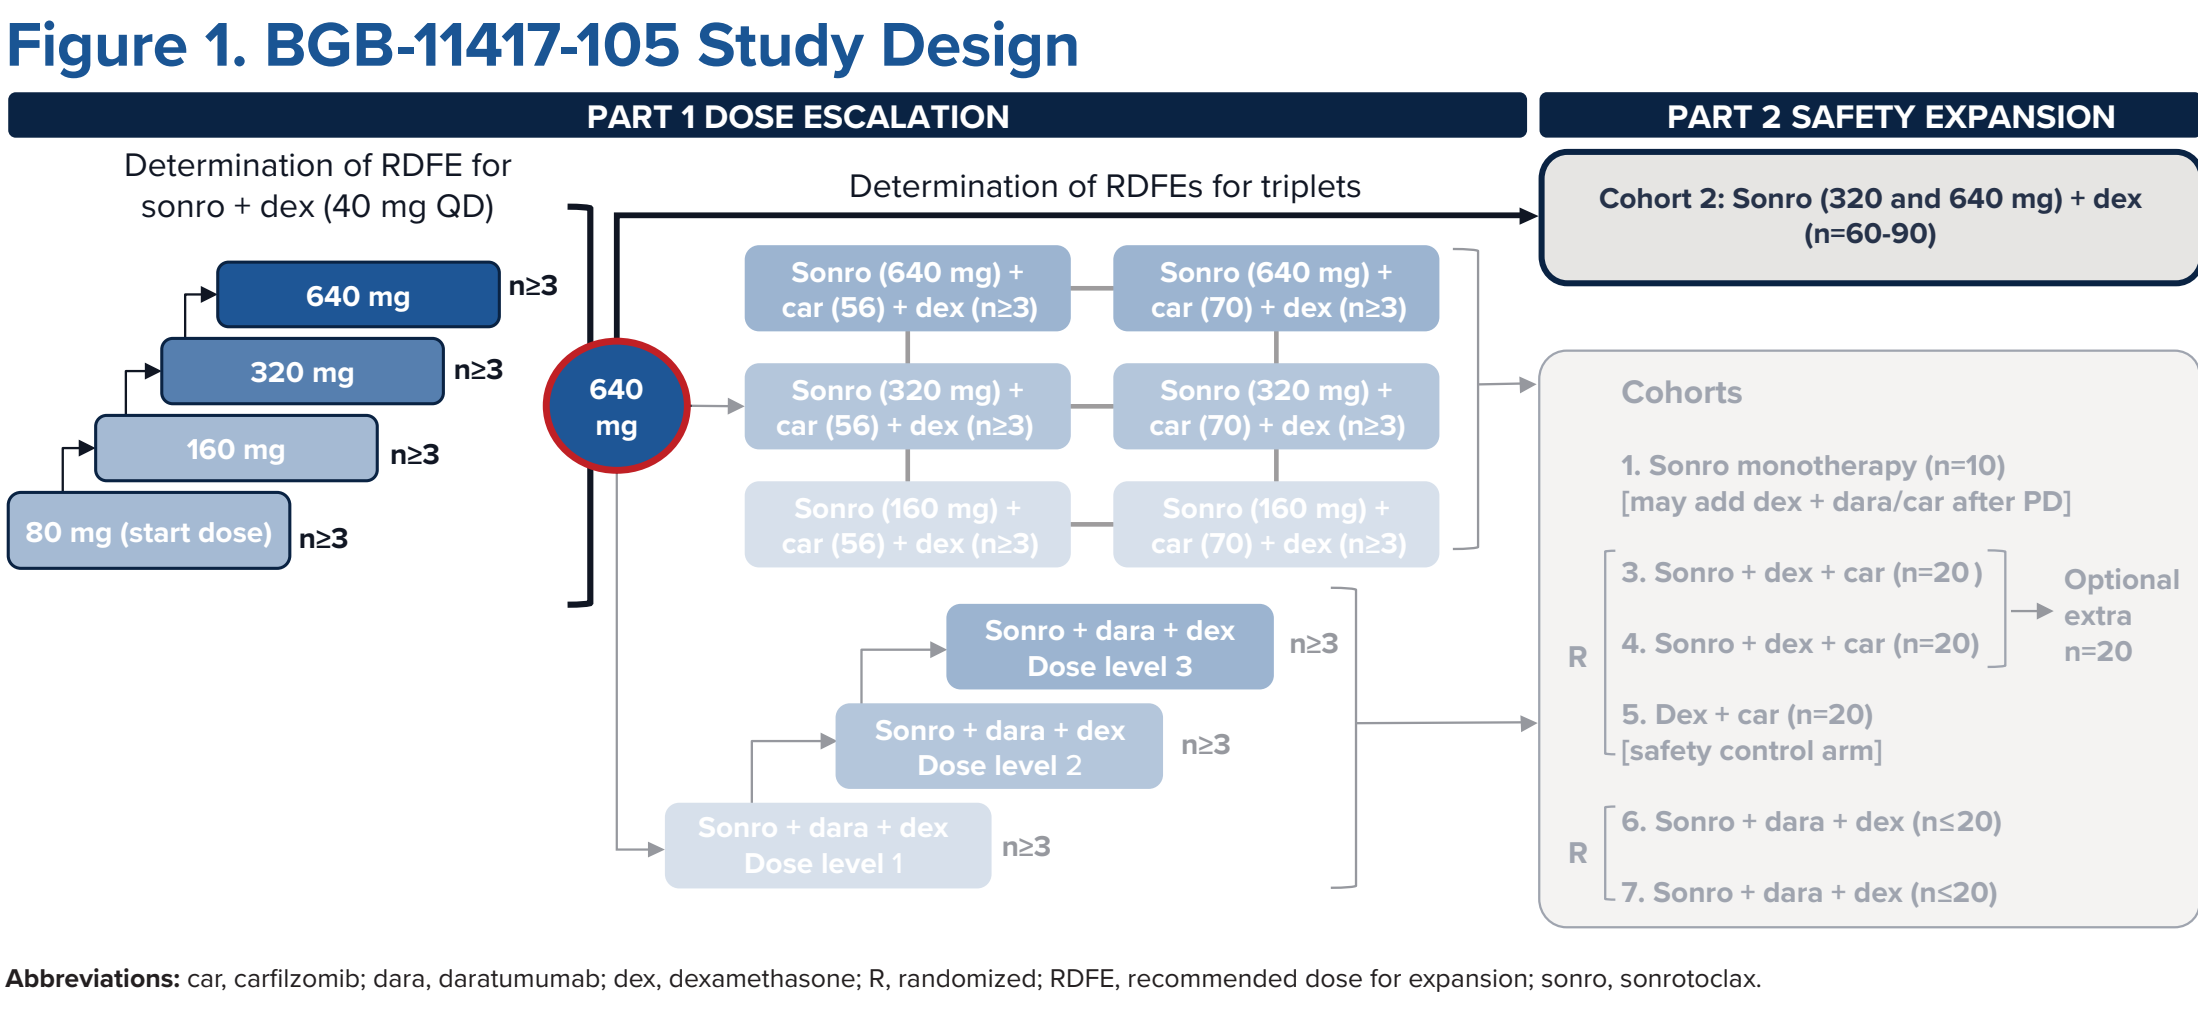 Figure 1. BGB-11417-105 Study Design
PART 1 DOSE ESCALATION
PART 2 SAFETY EXPANSION
Determination of RDFE for
sonro + dex (40 mg QD)
640 mg
n≥3
320 mg
n≥3
160 mg
n≥3
80 mg (start dose)
n≥3
640
mg
Determination of RDFEs for triplets
Sonro (640 mg) +
car (56) + dex (n≥3)
Sonro (640 mg) +
car (70) + dex (n≥3)
Sonro (320 mg) +
car (56) + dex (n≥3)
Sonro (320 mg) +
car (70) + dex (n≥3)
Sonro (160 mg) +
car (56) + dex (n≥3)
Sonro (160 mg) +
car (70) + dex (n≥3)
Sonro + dara + dex
Dose level 3
n≥3
Sonro + dara + dex
Dose level 2
n≥3
Sonro + dara + dex
Dose level 1
n≥3
Cohort 2: Sonro (320 and 640 mg) + dex
(n=60-90)
Cohorts
1. Sonro monotherapy (n=10)
[may add dex + dara/car after PD]
R
3. Sonro + dex + car (n=20)
4. Sonro + dex + car (n=20)
Optional
extra
n=20
5. Dex + car (n=20)
[safety control arm]
R
6. Sonro + dara + dex (n≤20)
7. Sonro + dara + dex (n≤20)
Abbreviations: car, carfilzomib; dara, daratumumab; dex, dexamethasone; R, randomized; RDFE, recommended dose for expansion; sonro, sonrotoclax.